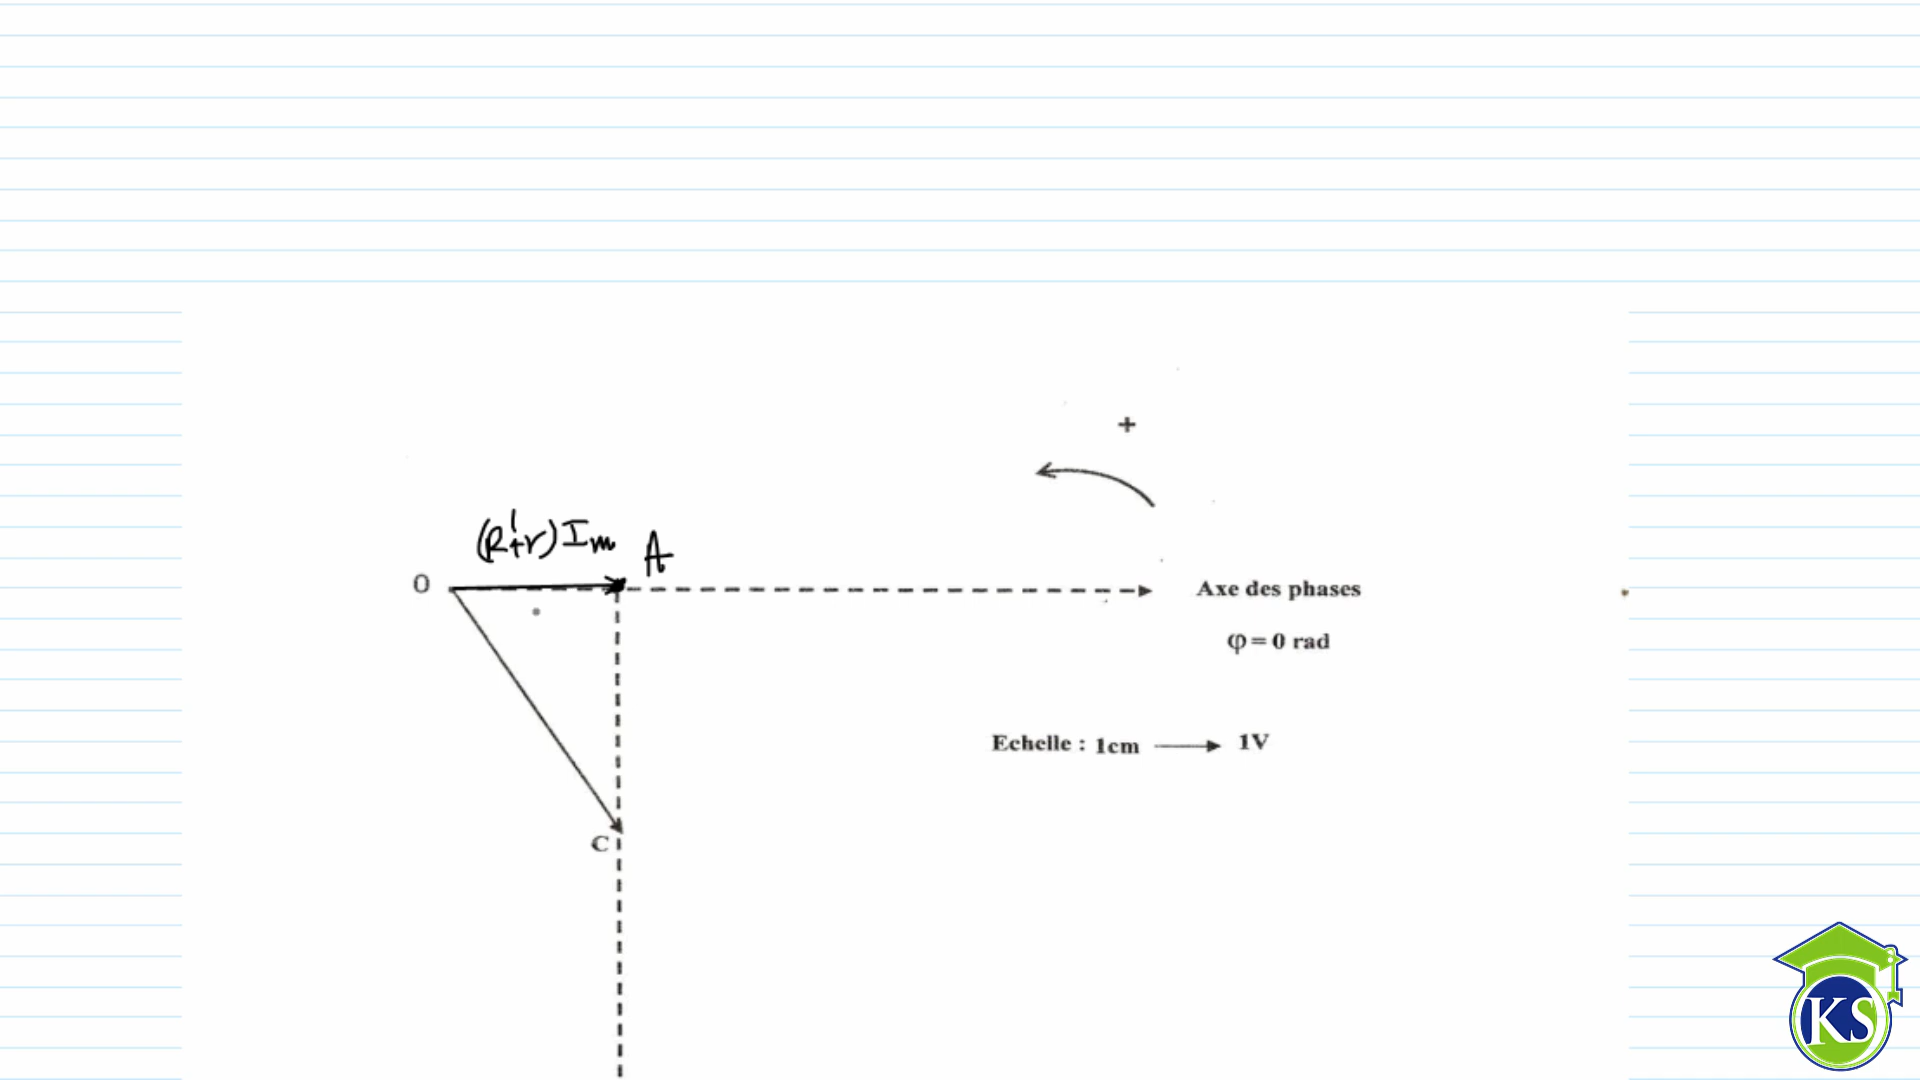 +
(R'+r)Im
A
O
Axe des phases
φ = 0 rad
Echelle : 1cm → 1V
C
KS